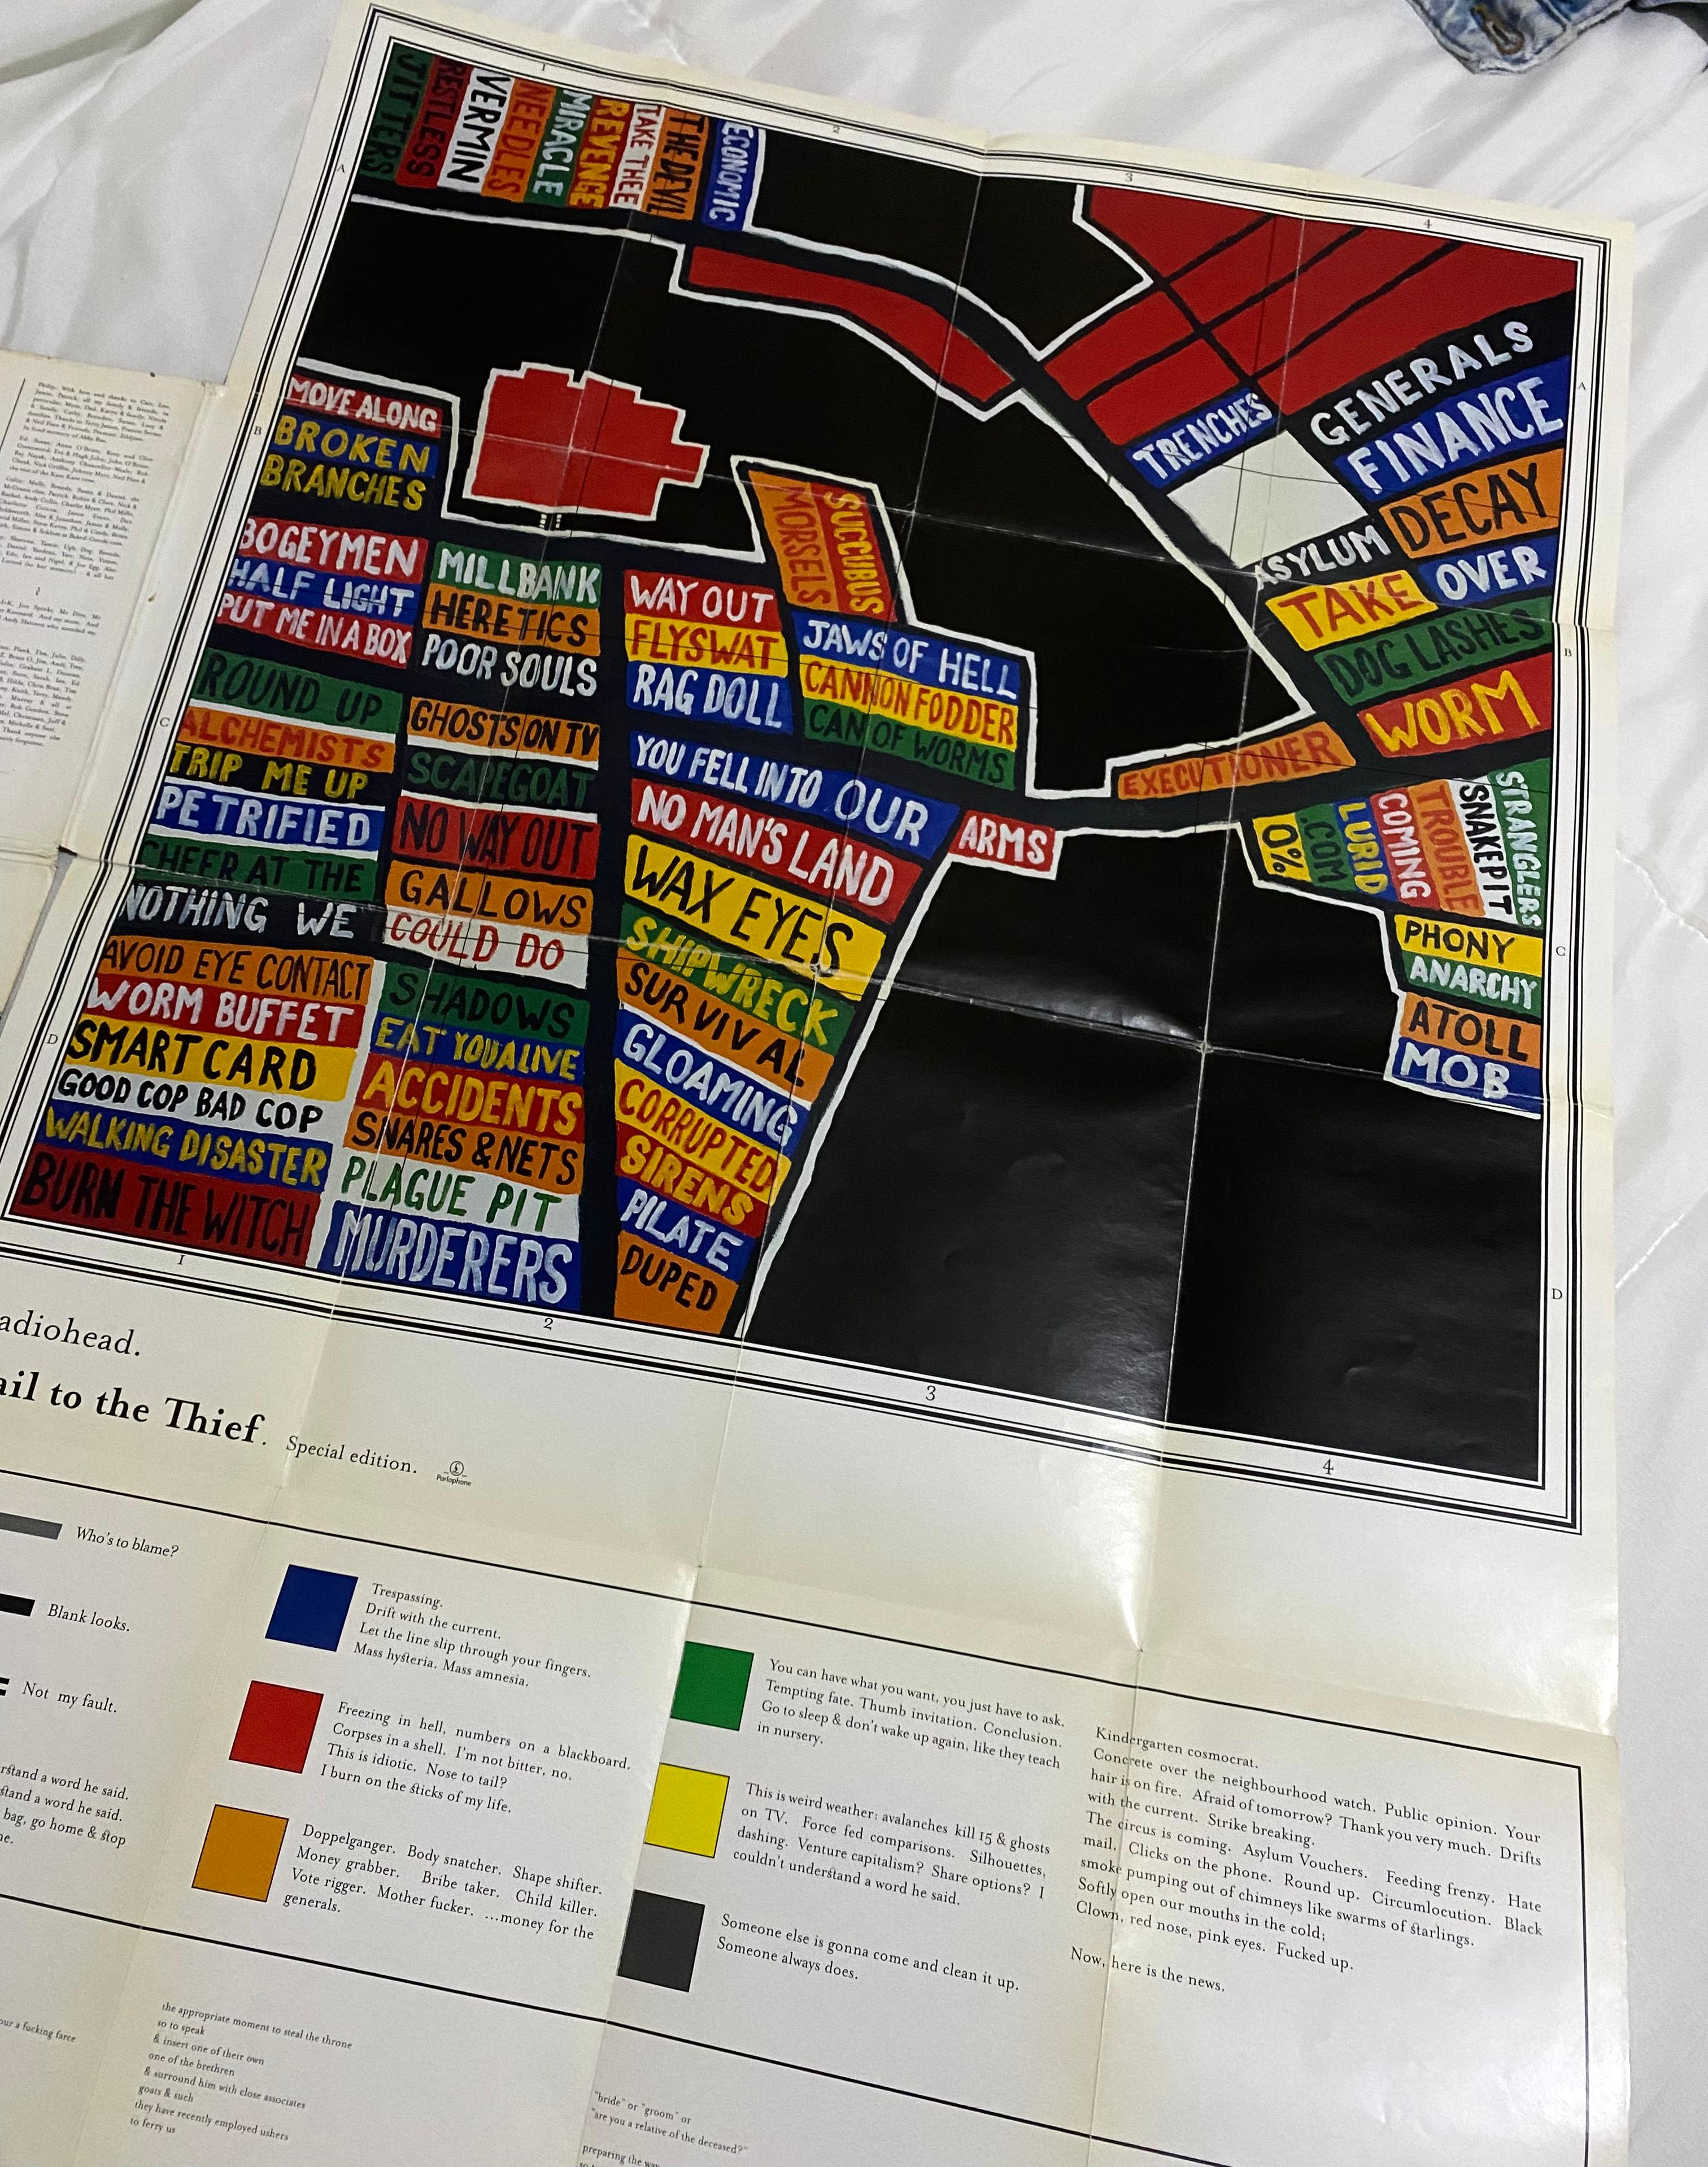 1
2
3
4
A
JITTERS
RESTLESS
VERMIN
NEEDLES
MIRACLE
REVENGE
TAKE THEE
THE DEVIL
ECONOMIC
TRENCHES
GENERALS
FINANCE
DECAY
ASYLUM
TAKE OVER
DOG LASHES
WORM
EXECUTIONER
A
B
C
D
B
MOVE ALONG
BROKEN
BRANCHES
BOGEYMEN
HALF LIGHT
PUT ME IN A BOX
MILLBANK
HERETICS
POOR SOULS
SUCCUBUS
MORSELS
WAY OUT
FLYSWAT
RAG DOLL
JAWS OF HELL
CANNON FODDER
CAN OF WORMS
C
ROUND UP
ALCHEMISTS
TRIP ME UP
PETRIFIED
CHEER AT THE
NOTHING WE
GHOSTS ON TV
SCAPEGOAT
NO WAY OUT
GALLOWS
COULD DO
YOU FELL INTO OUR
ARMS
NO MAN'S LAND
WAX EYES
SHIPWRECK
SURVIVAL
GLOAMING
CORRUPTED
SIRENS
PILATE
DUPED
0%
.COM
LURID
COMING
TROUBLE
SNAKEPIT
STRANGLERS
PHONY
ANARCHY
ATOLL
MOB
D
AVOID EYE CONTACT
WORM BUFFET
SMART CARD
GOOD COP BAD COP
WALKING DISASTER
BURN THE WITCH
SHADOWS
EAT YOU ALIVE
ACCIDENTS
SNARES & NETS
PLAGUE PIT
MURDERERS
1
2
3
4
adiohead.
ail to the Thief. Special edition.
Parlophone
Who's to blame?
Blank looks.
Not my fault.
rstand a word he said.
stand a word he said.
bag, go home & stop
Trespassing.
Drift with the current.
Let the line slip through your fingers.
Mass hysteria. Mass amnesia.
Freezing in hell, numbers on a blackboard.
Corpses in a shell. I'm not bitter, no.
This is idiotic. Nose to tail?
I burn on the sticks of my life.
Doppelganger. Body snatcher. Shape shifter.
Money grabber. Bribe taker. Child killer.
Vote rigger. Mother fucker. ...money for the
generals.
You can have what you want, you just have to ask.
Tempting fate. Thumb invitation. Conclusion.
Go to sleep & don't wake up again, like they teach
in nursery.
This is weird weather: avalanches kill 15 & ghosts
on TV. Force fed comparisons. Silhouettes,
dashing. Venture capitalism? Share options? I
couldn't understand a word he said.
Someone else is gonna come and clean it up.
Someone always does.
Kindergarten cosmocrat.
Concrete over the neighbourhood watch. Public opinion. Your
hair is on fire. Afraid of tomorrow? Thank you very much. Drifts
with the current. Strike breaking.
The circus is coming. Asylum Vouchers. Feeding frenzy. Hate
mail. Clicks on the phone. Round up. Circumlocution. Black
smoke pumping out of chimneys like swarms of starlings.
Softly open our mouths in the cold;
Clown, red nose, pink eyes. Fucked up.
Now, here is the news.
our a fucking farce
the appropriate moment to steal the throne
so to speak
& insert one of their own
one of the brethren
& surround him with close associates
goats & such
they have recently employed ushers
to ferry us
"bride" or "groom" or
"are you a relative of the deceased?"
preparing the way